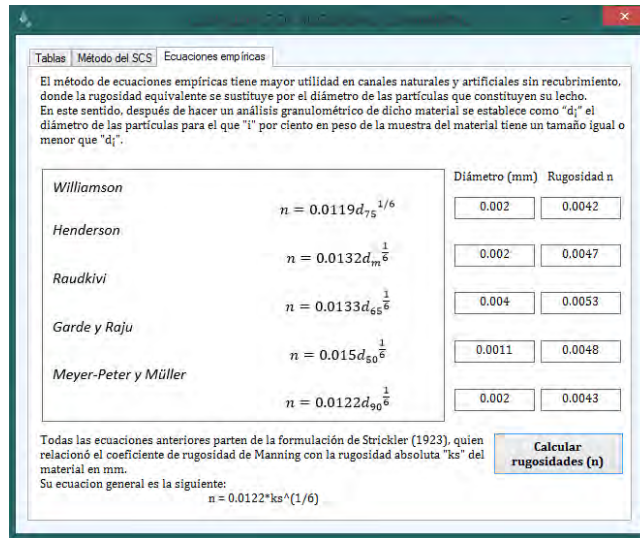 Tablas Método del SCS Ecuaciones empíricas
El método de ecuaciones empíricas tiene mayor utilidad en canales naturales y artificiales sin recubrimiento,
donde la rugosidad equivalente se sustituye por el diámetro de las partículas que constituyen su lecho.
En este sentido, después de hacer un análisis granulométrico de dicho material se establece como "dᵢ" el
diámetro de las partículas para el que "i" por ciento en peso de la muestra del material tiene un tamaño igual o
menor que "dᵢ".
Diámetro (mm) Rugosidad n
Williamson
n = 0.0119d₇₅^1/6 0.002 0.0042
Henderson
n = 0.0132dₘ^1/6 0.002 0.0047
Raudkivi
n = 0.0133d₆₅^1/6 0.004 0.0053
Garde y Raju
n = 0.015d₅₀^1/6 0.0011 0.0048
Meyer-Peter y Müller
n = 0.0122d₉₀^1/6 0.002 0.0043
Todas las ecuaciones anteriores parten de la formulación de Strickler (1923), quien
relacionó el coeficiente de rugosidad de Manning con la rugosidad absoluta "ks" del
material en mm.
Su ecuacion general es la siguiente:
n = 0.0122*ks^(1/6)
Calcular
rugosidades (n)